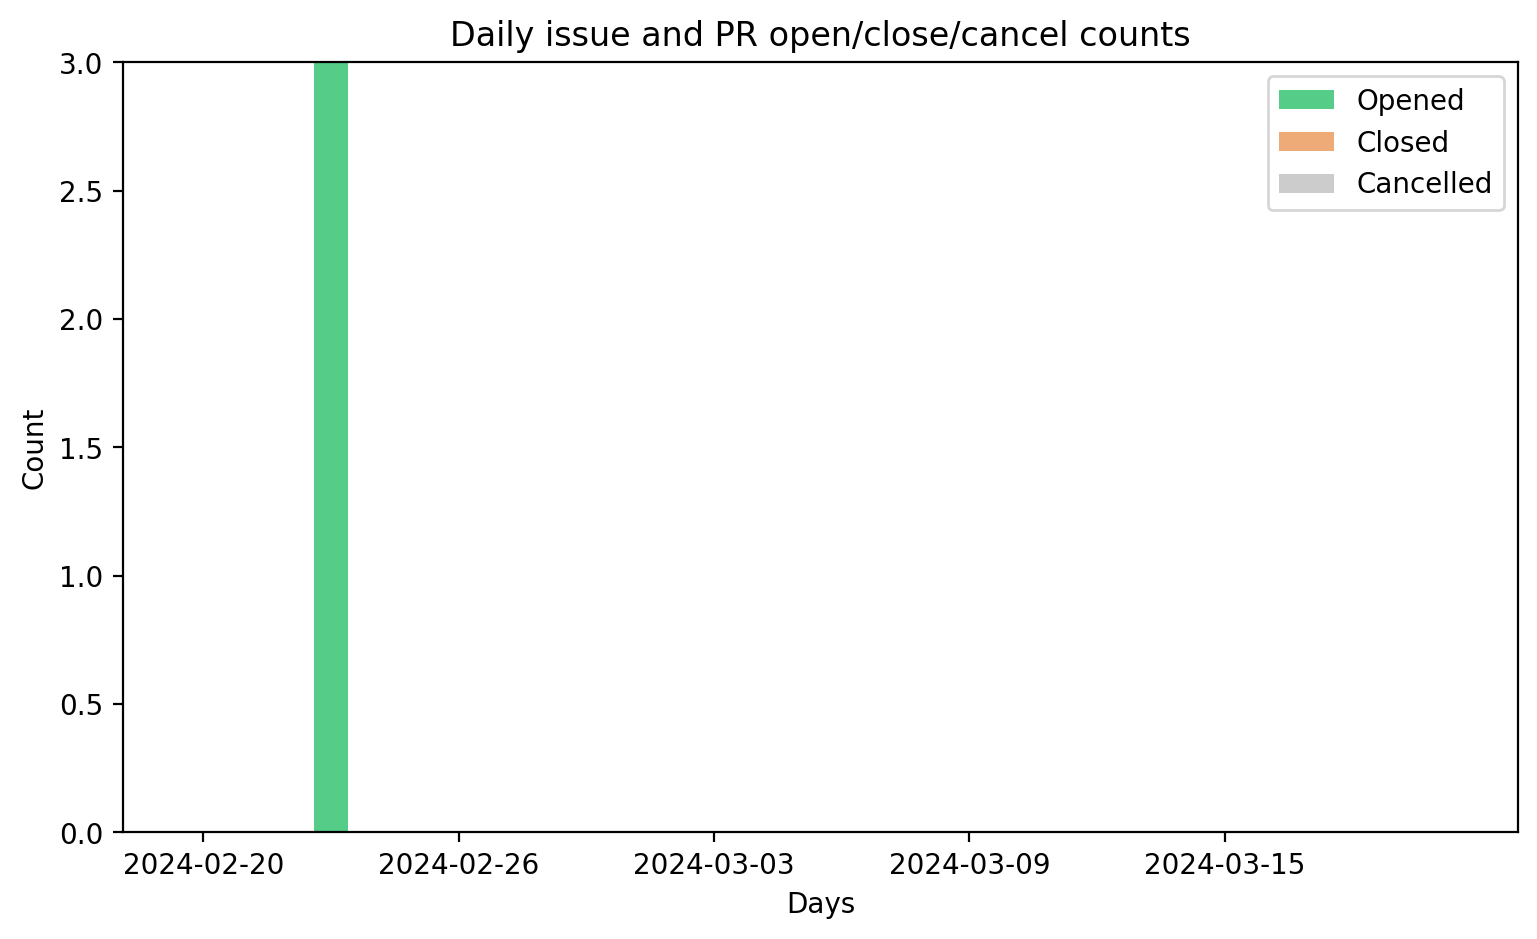 Daily issue and PR open/close/cancel counts
3.0
2.5
2.0
1.5
1.0
0.5
0.0
Count
Opened
Closed
Cancelled
2024-02-20 2024-02-26 2024-03-03 2024-03-09 2024-03-15
Days